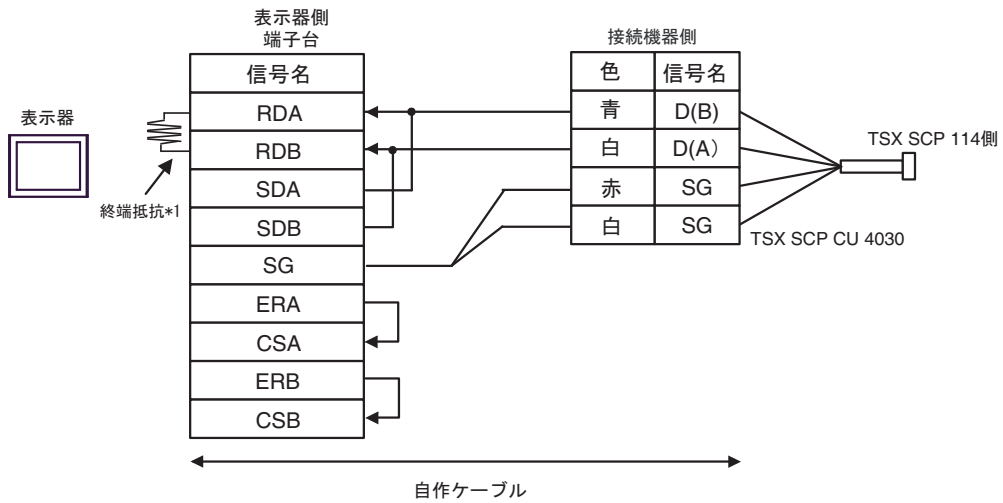 表示器
終端抵抗*1
表示器側
端子台
信号名
RDA
RDB
SDA
SDB
SG
ERA
CSA
ERB
CSB
接続機器側
色 信号名
青 D(B)
白 D(A)
赤 SG
白 SG
TSX SCP 114側
TSX SCP CU 4030
自作ケーブル